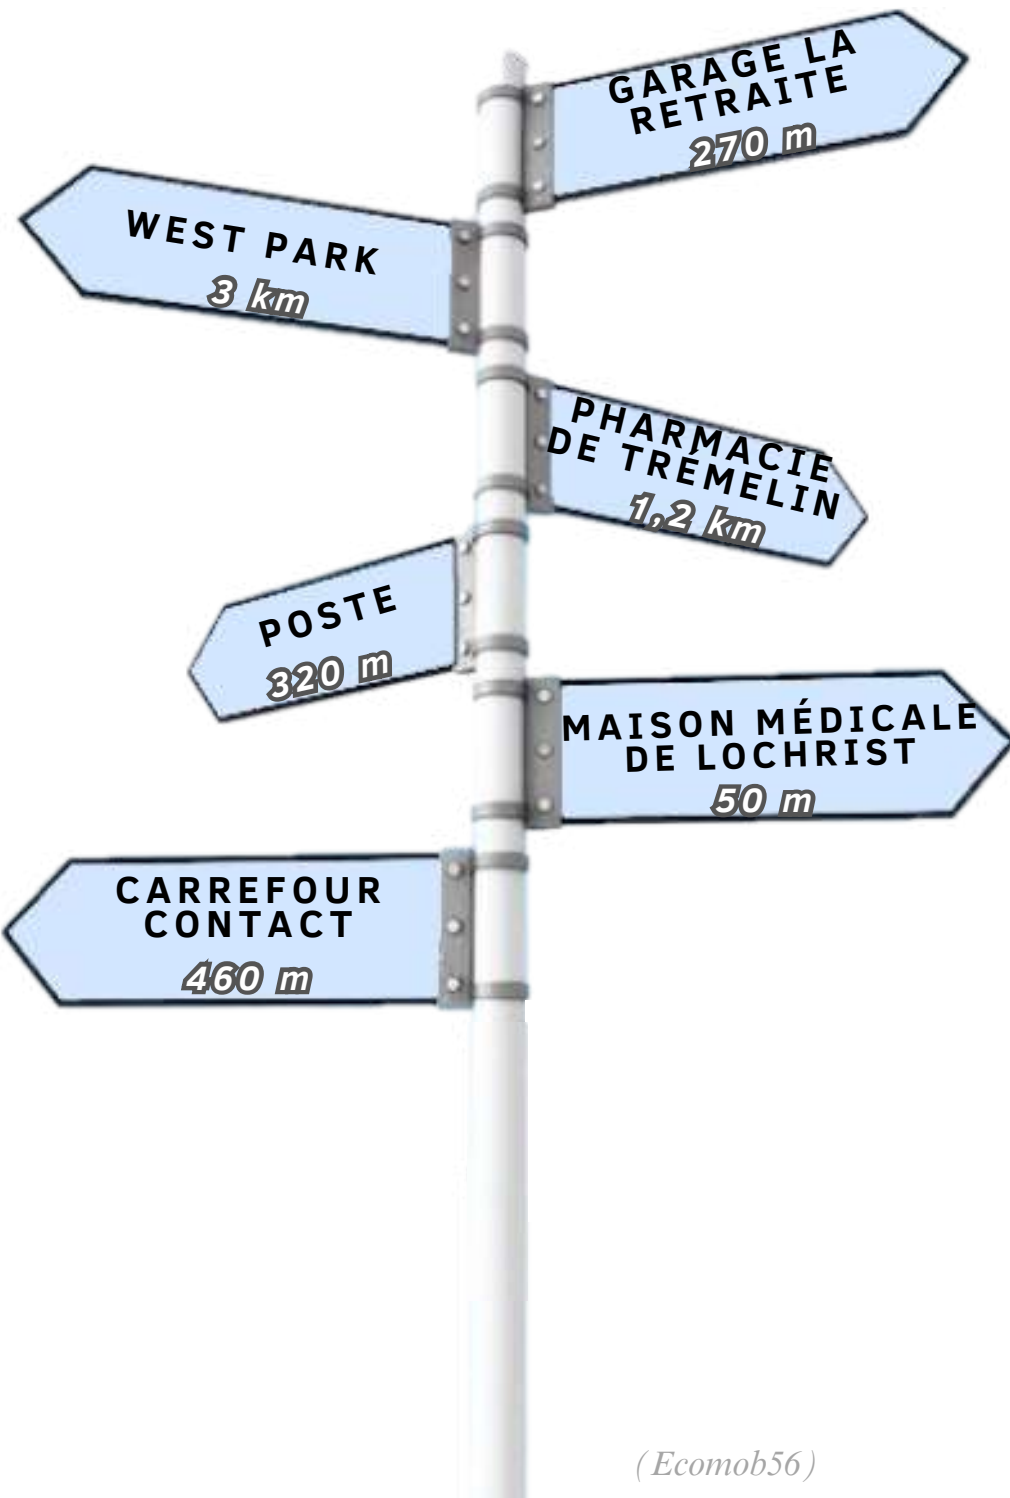 GARAGE LA
RETRAITE
270 m
WEST PARK
3 km
PHARMACIE
DE TRÉMELIN
1,2 km
POSTE
320 m
MAISON MÉDICALE
DE LOCHRIST
50 m
CARREFOUR
CONTACT
460 m
(Ecomob56)